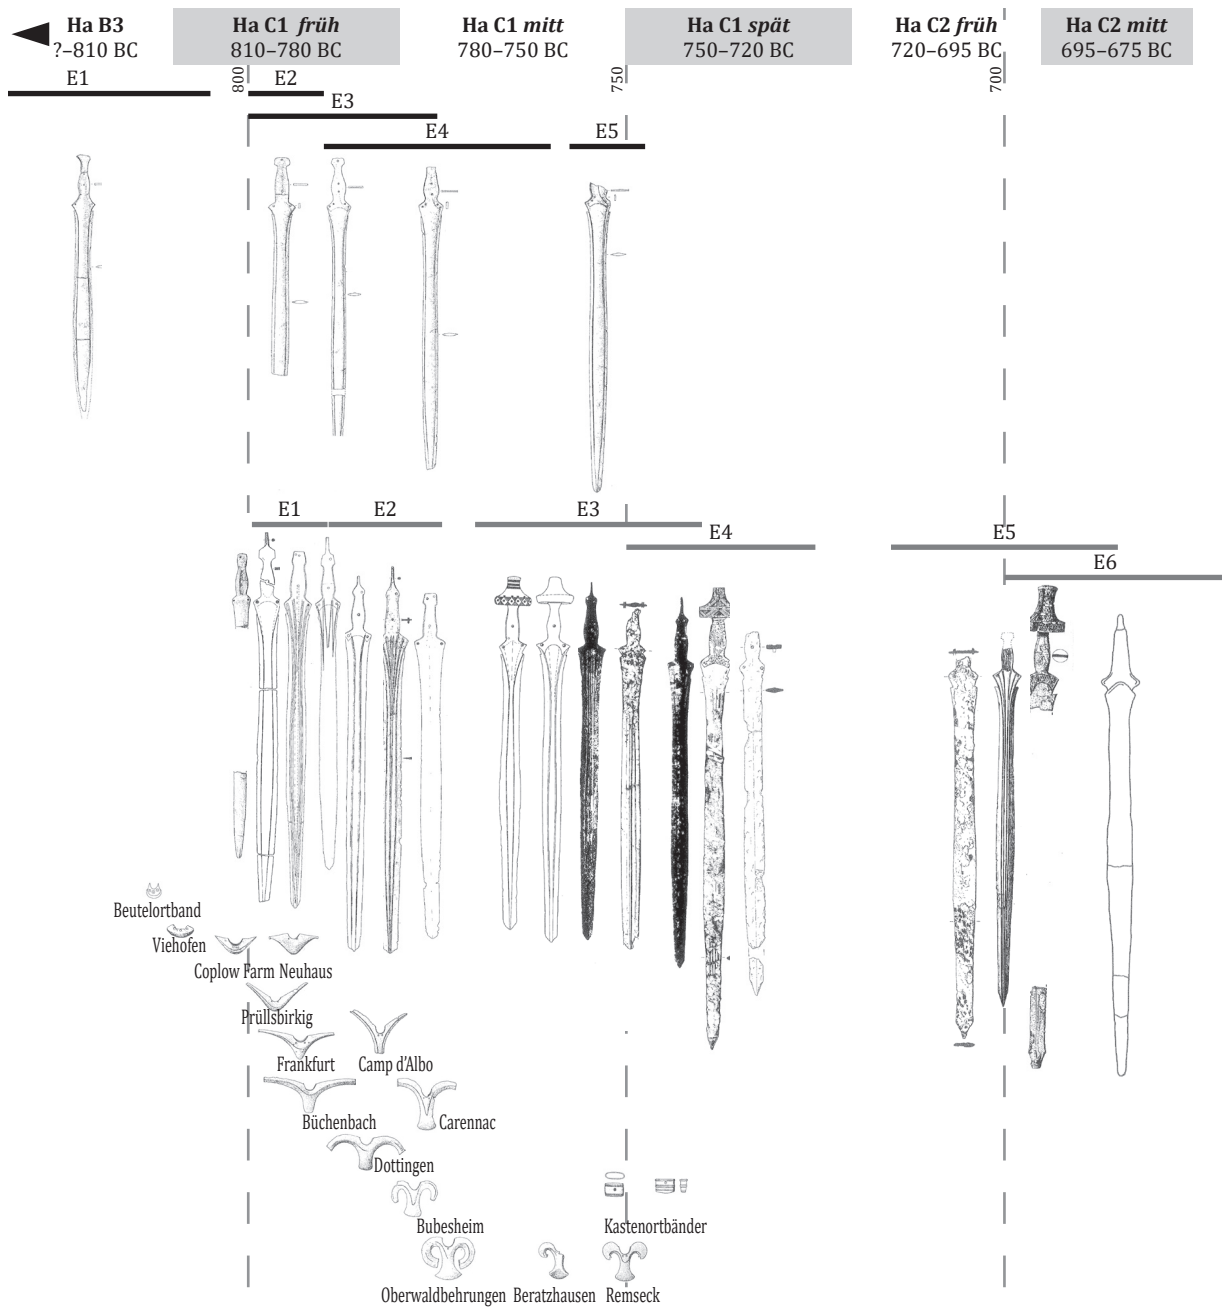 Ha B3
?–810 BC
Ha C1 früh
810–780 BC
Ha C1 mitt
780–750 BC
Ha C1 spät
750–720 BC
Ha C2 früh
720–695 BC
Ha C2 mitt
695–675 BC
800
750
700
E1
E2
E3
E4
E5
E1
E2
E3
E4
E5
E6
Beutelortband
Viehofen
Coplow Farm Neuhaus
Prüllsbirkig
Frankfurt
Camp d'Albo
Büchenbach
Carennac
Dottingen
Bubesheim
Kastenortbänder
Oberwaldbehrungen
Beratzhausen
Remseck